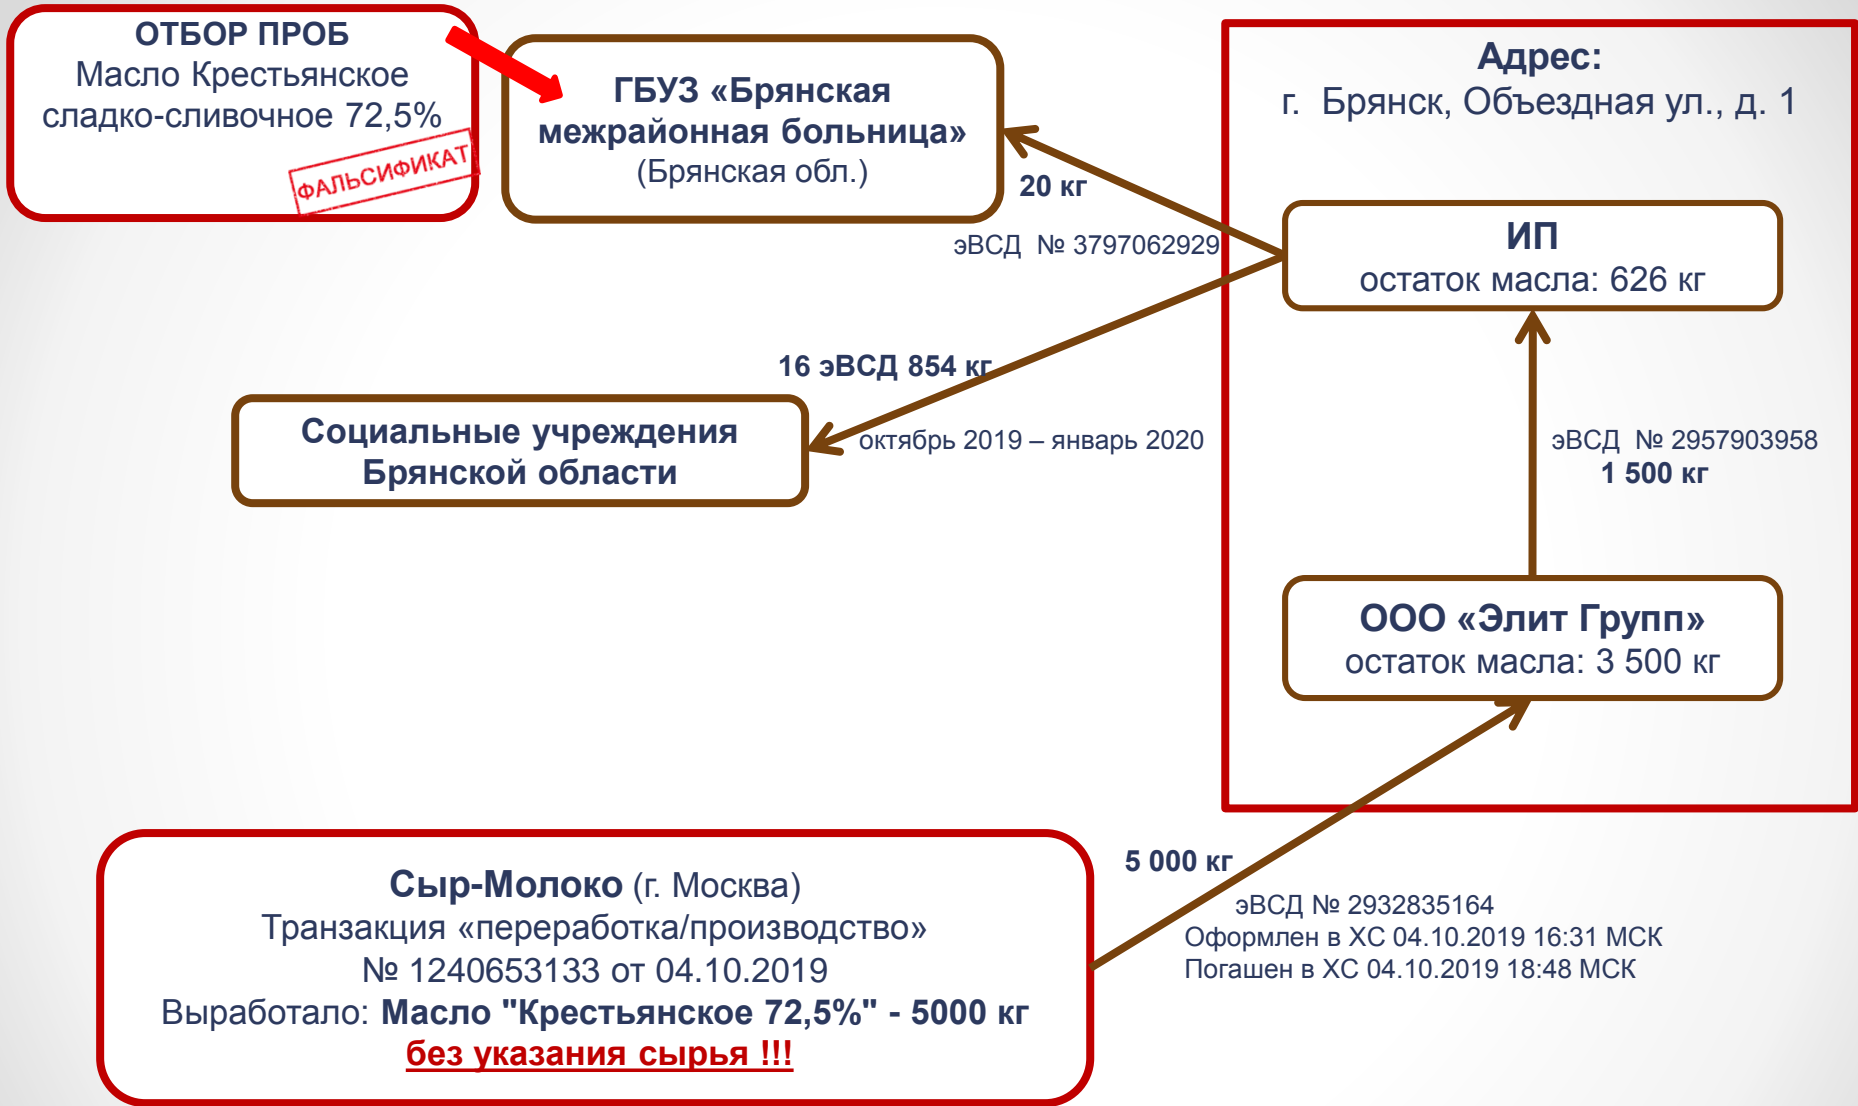 ОТБОР ПРОБ
Масло Крестьянское
сладко-сливочное 72,5%
ФАЛЬСИФИКАТ
ГБУЗ «Брянская
межрайонная больница»
(Брянская обл.)
Адрес:
г. Брянск, Объездная ул., д. 1
20 кг
эВСД № 3797062929
ИП
остаток масла: 626 кг
16 эВСД 854 кг
октябрь 2019 – январь 2020
Социальные учреждения
Брянской области
эВСД № 2957903958
1 500 кг
ООО «Элит Групп»
остаток масла: 3 500 кг
5 000 кг
эВСД № 2932835164
Оформлен в ХС 04.10.2019 16:31 МСК
Погашен в ХС 04.10.2019 18:48 МСК
Сыр-Молоко (г. Москва)
Транзакция «переработка/производство»
№ 1240653133 от 04.10.2019
Выработало: Масло "Крестьянское 72,5%" - 5000 кг
без указания сырья !!!